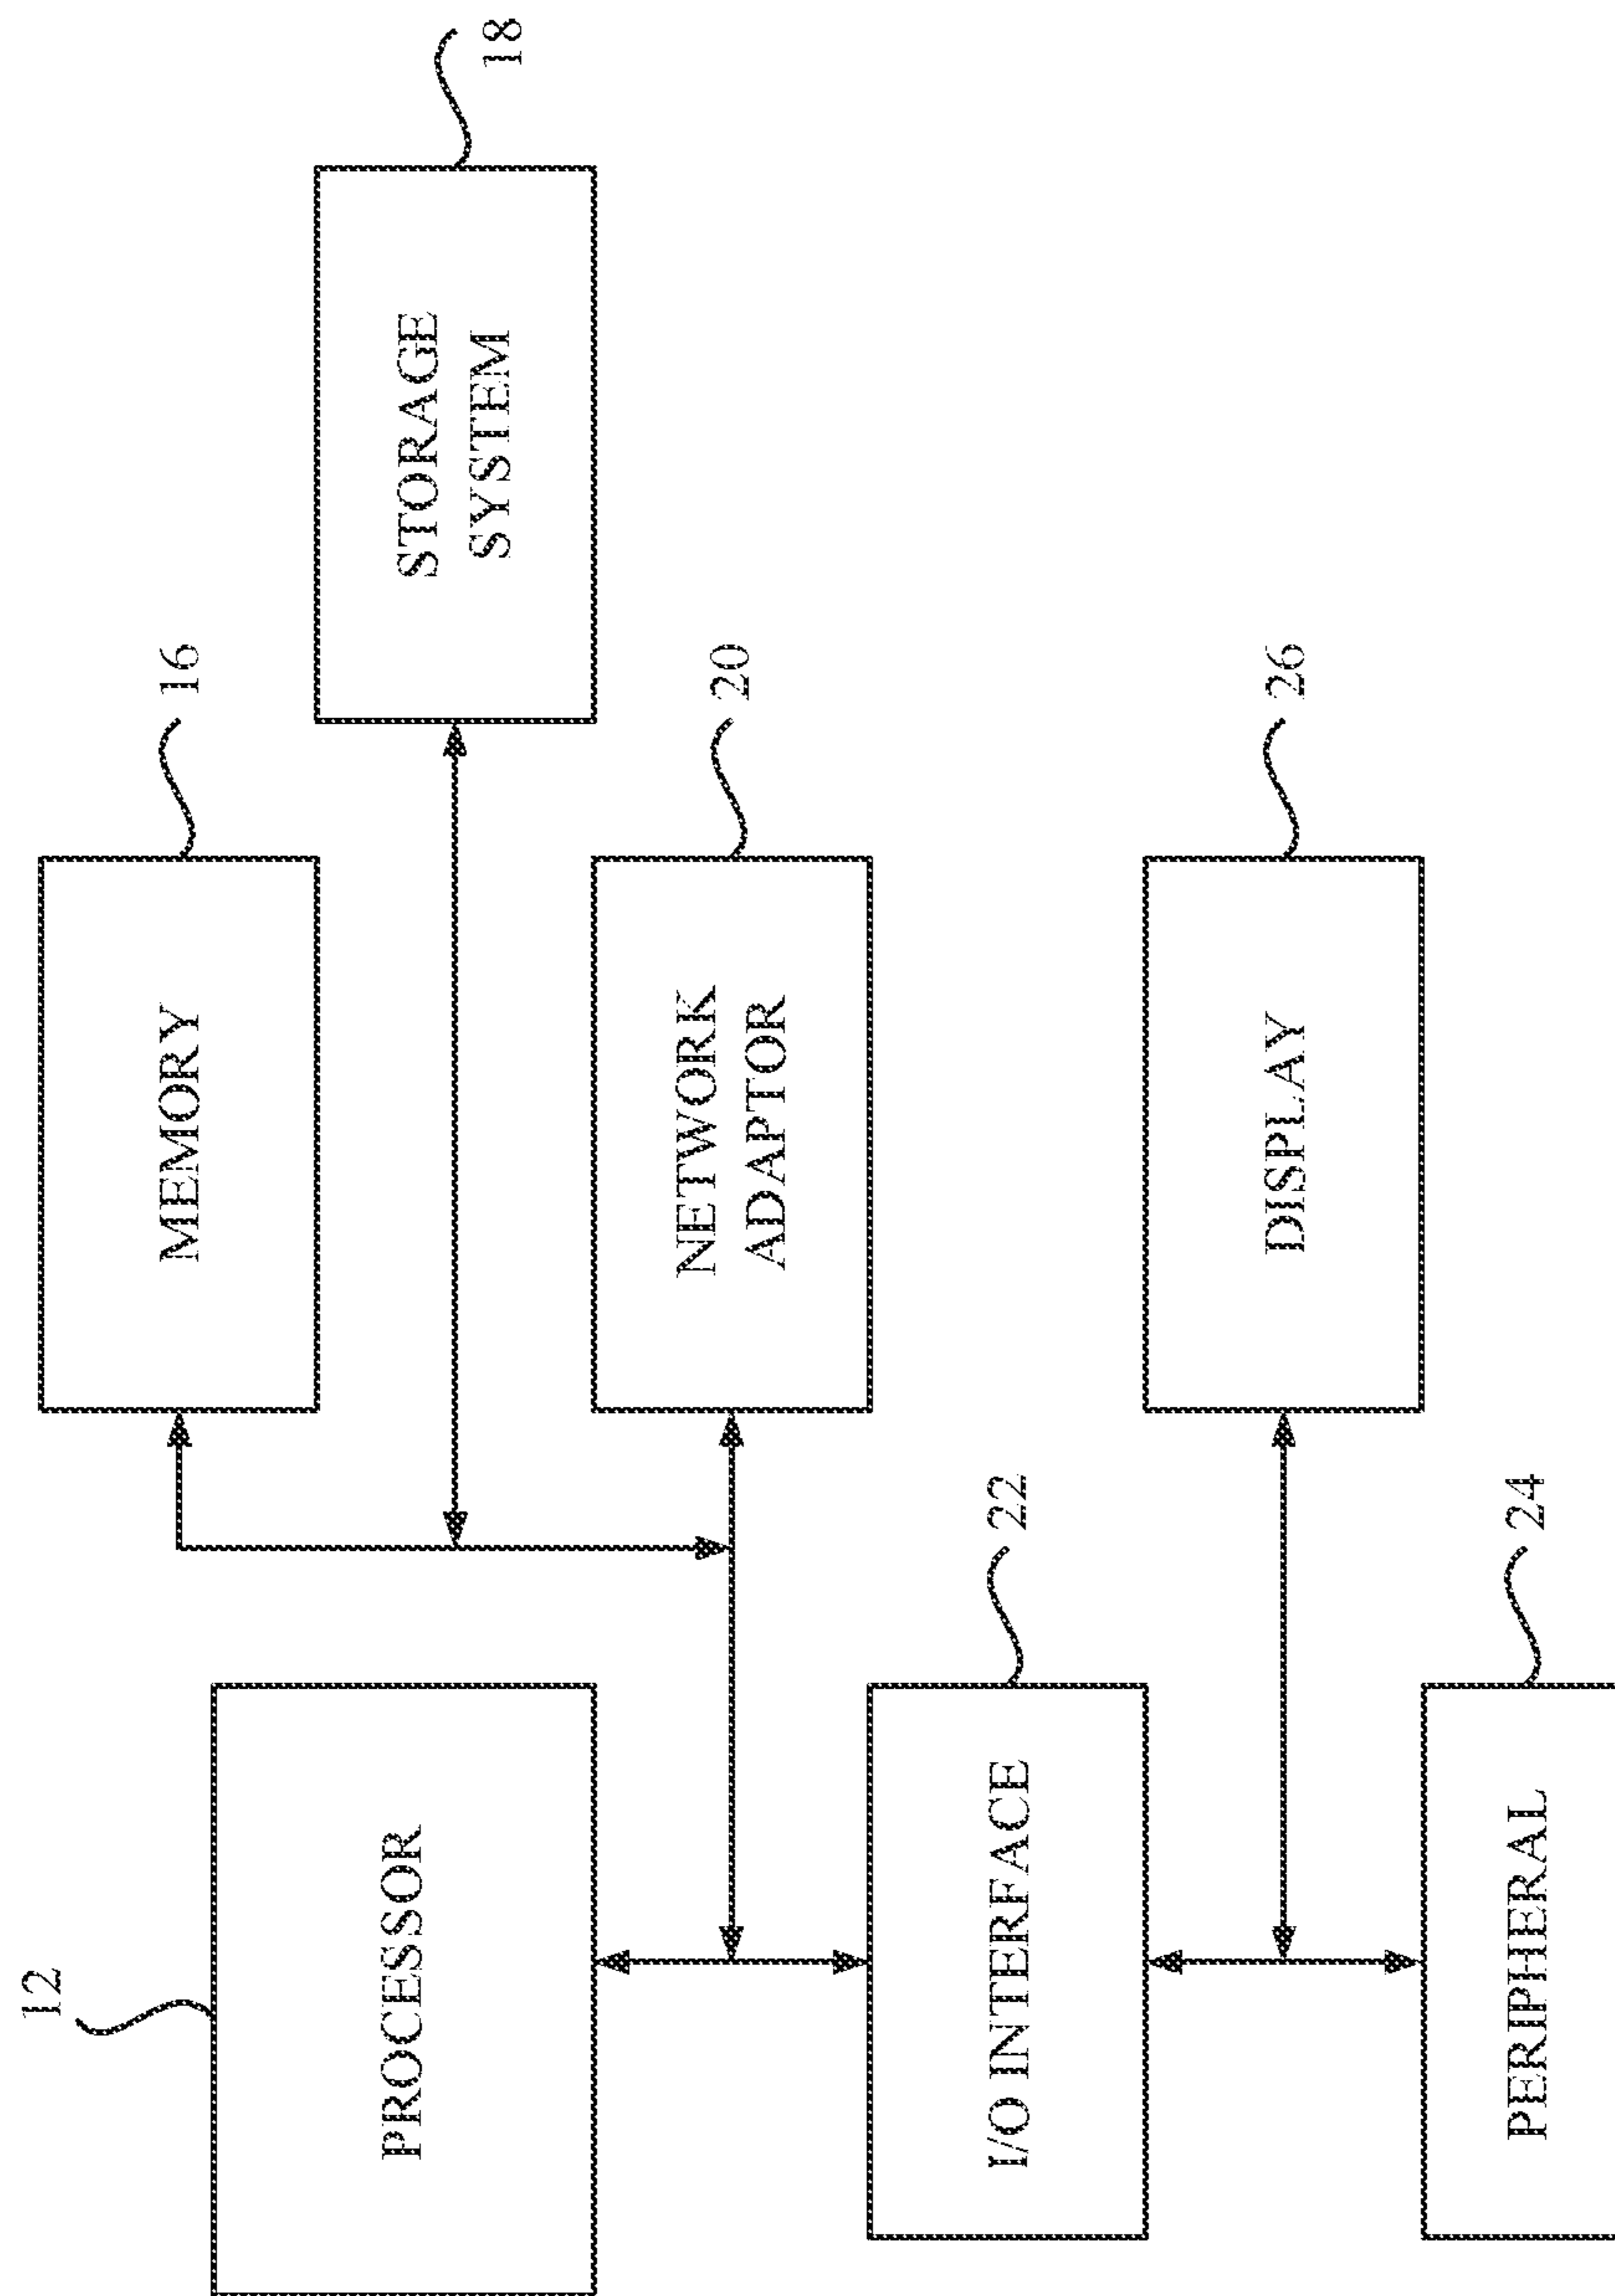 12
PROCESSOR
MEMORY
16
STORAGE
SYSTEM
18
NETWORK
ADAPTOR
20
I/O INTERFACE
22
DISPLAY
26
PERIPHERAL
24